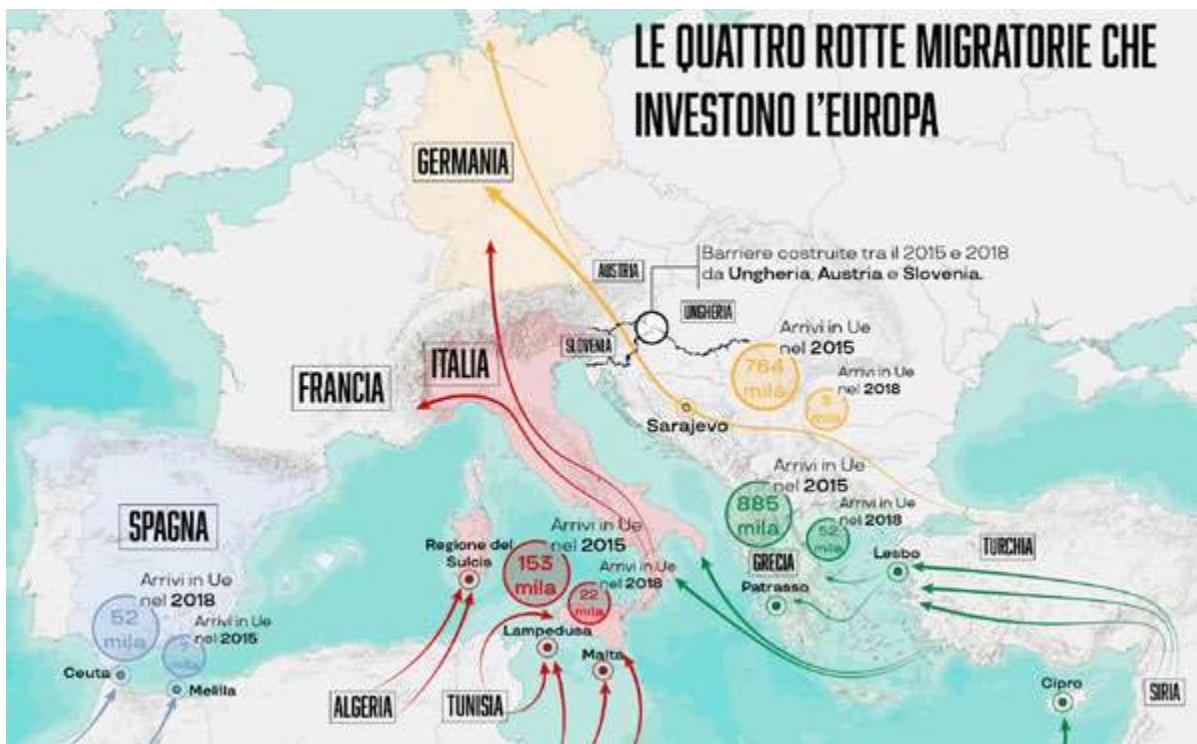 LE QUATTRO ROTTE MIGRATORIE CHE
INVESTONO L'EUROPA
GERMANIA
Barriere costruite tra il 2015 e 2018
da Ungheria, Austria e Slovenia.
AUSTRIA
UNGHERIA
SLOVENIA
Arrivi in Ue
nel 2015
764
mila
Arrivi in Ue
nel 2018
mila
ITALIA
FRANCIA
Sarajevo
Arrivi in Ue
nel 2015
885
mila
Arrivi in Ue
nel 2018
52
mila
GRECIA
Lesbo
TURCHIA
Patrasso
SPAGNA
Regione del
Sulcis
Arrivi in Ue
nel 2015
153
mila
Arrivi in Ue
nel 2018
22
mila
Arrivi in Ue
nel 2018
52
mila
Arrivi in Ue
nel 2015
mila
Lampedusa
Malta
Ceuta
Melilla
ALGERIA
TUNISIA
Cipro
SIRIA